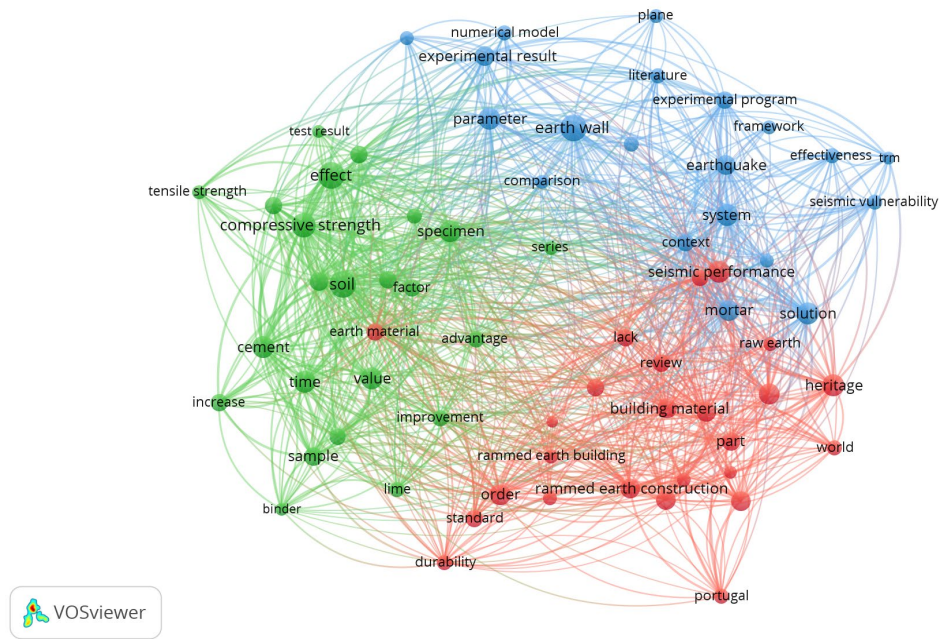 plane
numerical model
experimental result
literature
experimental program
parameter
earth wall
framework
test result
effectiveness
trm
earthquake
effect
comparison
tensile strength
seismic vulnerability
system
compressive strength
specimen
context
series
seismic performance
soil
factor
mortar
solution
earth material
advantage
lack
raw earth
cement
review
time
value
heritage
increase
building material
improvement
part
world
sample
rammed earth building
lime
order
rammed earth construction
binder
standard
durability
portugal
VOSviewer